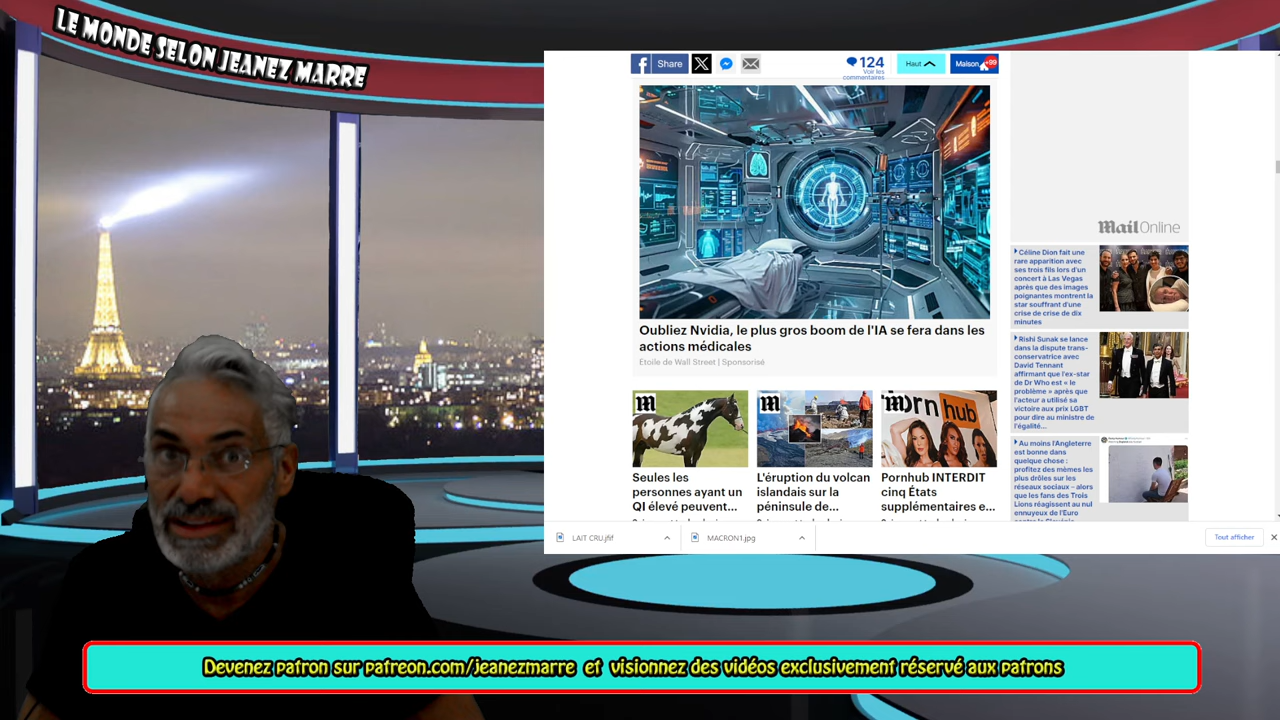 LE MONDE SELON JEANEZ MARRE
Share
124
Voir les
commentaires
Haut
Maison
+99
Oubliez Nvidia, le plus gros boom de l'IA se fera dans les
actions médicales
Etoile de Wall Street | Sponsorisé
Seules les
personnes ayant un
QI élevé peuvent...
L'éruption du volcan
islandais sur la
péninsule de...
Pornhub INTERDIT
cinq États
supplémentaires e...
MailOnline
Céline Dion fait une
rare apparition avec
ses trois fils lors d'un
concert à Las Vegas
après que des images
poignantes montrent la
star souffrant d'une
crise de crise de dix
minutes
Rishi Sunak se lance
dans la dispute trans-
conservatrice avec
David Tennant
affirmant que l'ex-star
de Dr Who est « le
problème » après que
l'acteur a utilisé sa
victoire aux prix LGBT
pour dire au ministre de
l'égalité...
Au moins l'Angleterre
est bonne dans
quelque chose :
profitez des mèmes les
plus drôles sur les
réseaux sociaux - alors
que les fans des Trois
Lions réagissent au nul
ennuyeux de l'Euro
LAIT CRU.jfif
MACRON1.jpg
Tout afficher
Devenez patron sur patreon.com/jeanezmarre et visionnez des vidéos exclusivement réservé aux patrons